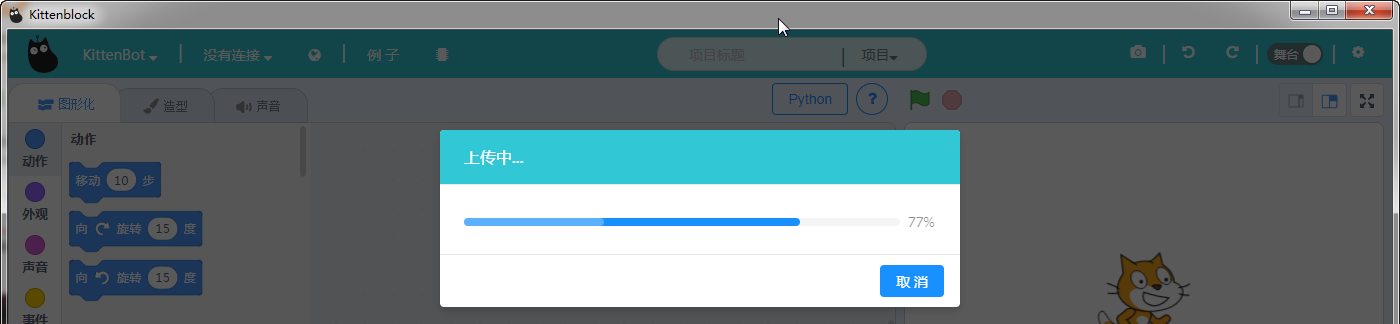 Kittenblock
KittenBot
没有连接
例子
项目标题
项目
舞台
图形化
造型
声音
Python
?
动作
外观
声音
事件
动作
移动 10 步
向 旋转 15 度
向 旋转 15 度
上传中...
77%
取消